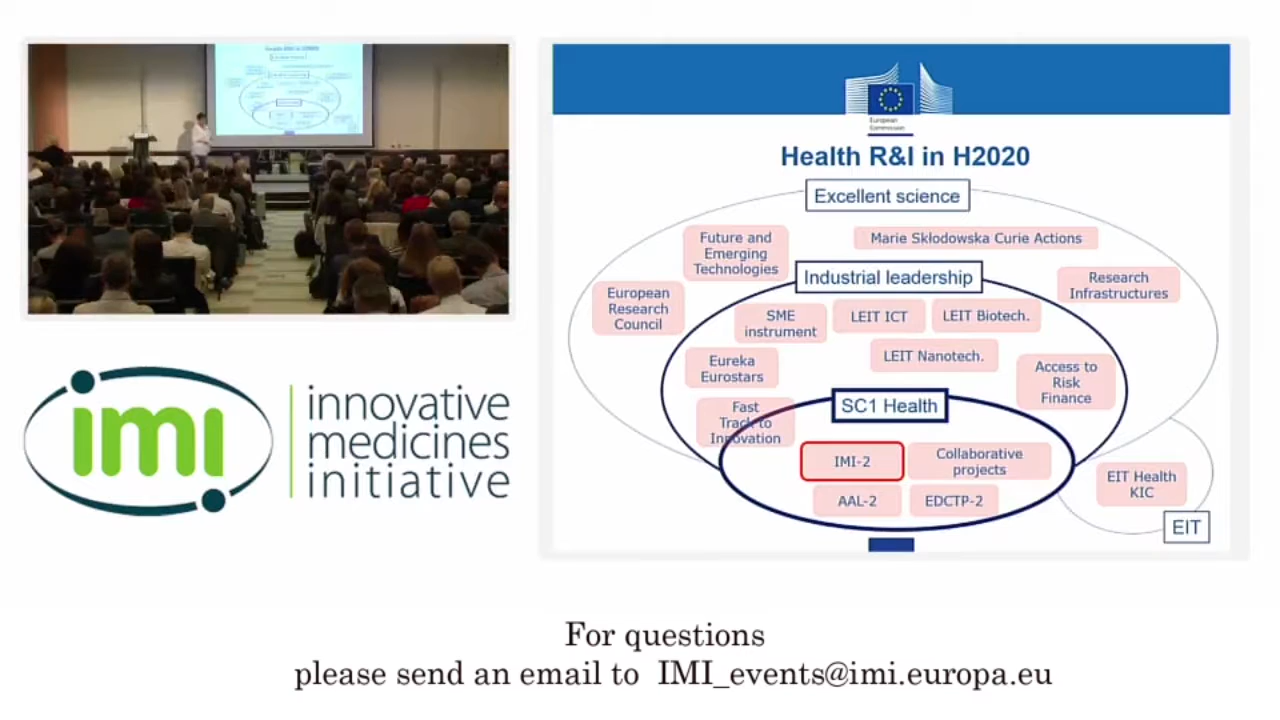 European
Commission
Health R&I in H2020
Excellent science
Future and
Emerging
Technologies
Marie Skłodowska Curie Actions
Industrial leadership
Research
Infrastructures
European
Research
Council
SME
instrument
LEIT ICT
LEIT Biotech.
Eureka
Eurostars
LEIT Nanotech.
Access to
Risk
Finance
Fast
Track to
Innovation
SC1 Health
IMI-2
Collaborative
projects
AAL-2
EDCTP-2
EIT Health
KIC
EIT
imi
innovative
medicines
initiative
For questions
please send an email to IMI_events@imi.europa.eu